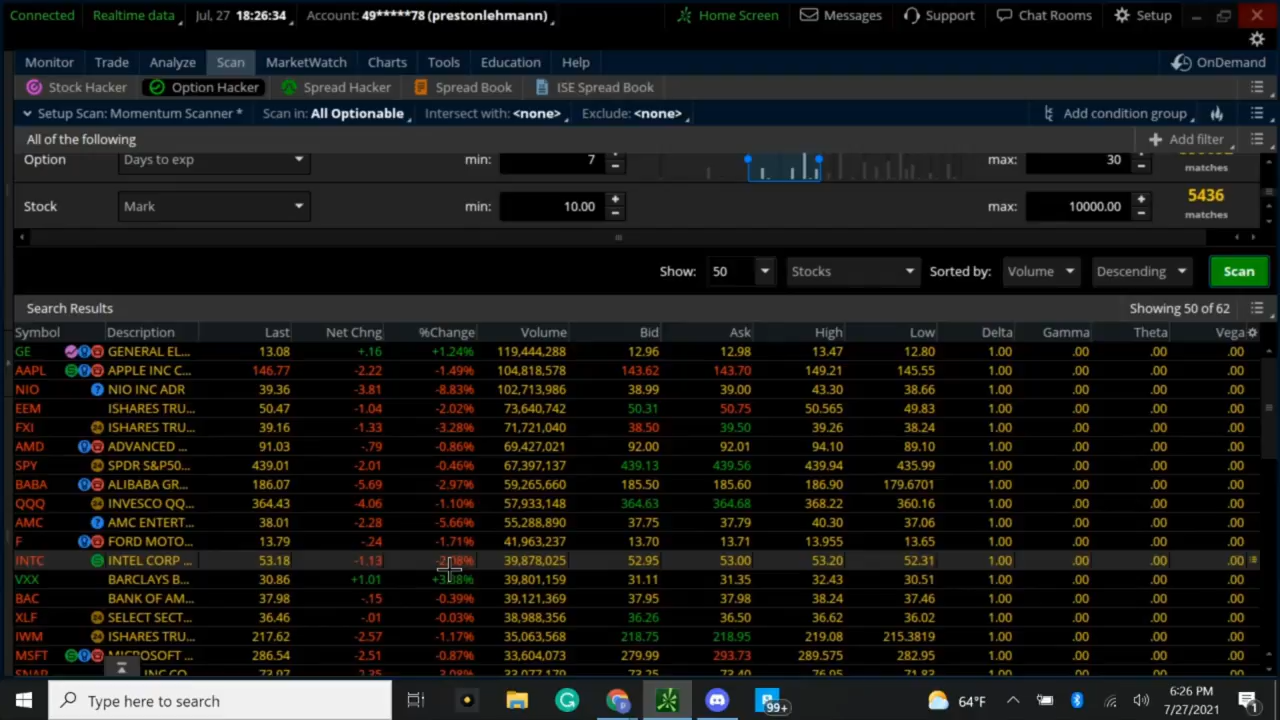 Connected Realtime data Jul, 27 18:26:34 Account: 49*****78 (prestonlehmann) Home Screen Messages Support Chat Rooms Setup
Monitor Trade Analyze Scan MarketWatch Charts Tools Education Help OnDemand
Stock Hacker Option Hacker Spread Hacker Spread Book ISE Spread Book
Setup Scan: Momentum Scanner * Scan in: All Optionable Intersect with: <none> Exclude: <none> Add condition group
All of the following Add filter
Option Days to exp min: 7 max: 30 matches
Stock Mark min: 10.00 max: 10000.00 5436 matches
Show: 50 Stocks Sorted by: Volume Descending Scan
Search Results Showing 50 of 62
Symbol Description Last Net Chng %Change Volume Bid Ask High Low Delta Gamma Theta Vega
GE GENERAL EL... 13.08 +.16 +1.24% 119,444,288 12.96 12.98 13.47 12.80 1.00 .00 .00 .00
AAPL APPLE INC C... 146.77 -2.22 -1.49% 104,818,578 143.62 143.70 149.21 145.55 1.00 .00 .00 .00
NIO NIO INC ADR 39.36 -3.81 -8.83% 102,713,986 38.99 39.00 43.30 38.66 1.00 .00 .00 .00
EEM ISHARES TRU... 50.47 -1.04 -2.02% 73,640,742 50.31 50.75 50.565 49.83 1.00 .00 .00 .00
FXI 24 ISHARES TRU... 39.16 -1.33 -3.28% 71,721,040 38.50 39.50 39.26 38.24 1.00 .00 .00 .00
AMD ADVANCED ... 91.03 -.79 -0.86% 69,427,021 92.00 92.01 94.10 89.10 1.00 .00 .00 .00
SPY 24 SPDR S&P50... 439.01 -2.01 -0.46% 67,397,137 439.13 439.56 439.94 435.99 1.00 .00 .00 .00
BABA ALIBABA GR... 186.07 -5.69 -2.97% 59,265,660 185.50 185.60 186.90 179.6701 1.00 .00 .00 .00
QQQ 24 INVESCO QQ... 364.43 -4.06 -1.10% 57,933,148 364.63 364.68 368.22 360.16 1.00 .00 .00 .00
AMC AMC ENTERT... 38.01 -2.28 -5.66% 55,288,890 37.75 37.79 40.30 37.06 1.00 .00 .00 .00
F FORD MOTO... 13.79 -.24 -1.71% 41,963,237 13.70 13.71 13.955 13.65 1.00 .00 .00 .00
INTC INTEL CORP ... 53.18 -1.13 -2.08% 39,878,025 52.95 53.00 53.20 52.31 1.00 .00 .00 .00
VXX BARCLAYS B... 30.86 +1.01 39,801,159 31.11 31.35 32.43 30.51 1.00 .00 .00 .00
BAC BANK OF AM... 37.98 -.15 -0.39% 39,121,369 37.95 37.98 38.24 37.46 1.00 .00 .00 .00
XLF 24 SELECT SECT... 36.46 -.01 -0.03% 38,988,356 36.26 36.50 36.62 36.02 1.00 .00 .00 .00
IWM 24 ISHARES TRU... 217.62 -2.57 -1.17% 35,063,568 218.75 218.95 219.08 215.3819 1.00 .00 .00 .00
MSFT MICROSOFT ... 286.54 -2.51 -0.87% 33,604,073 279.99 293.73 289.575 282.95 1.00 .00 .00 .00
Type here to search 99+ 64°F 6:26 PM
7/27/2021 1